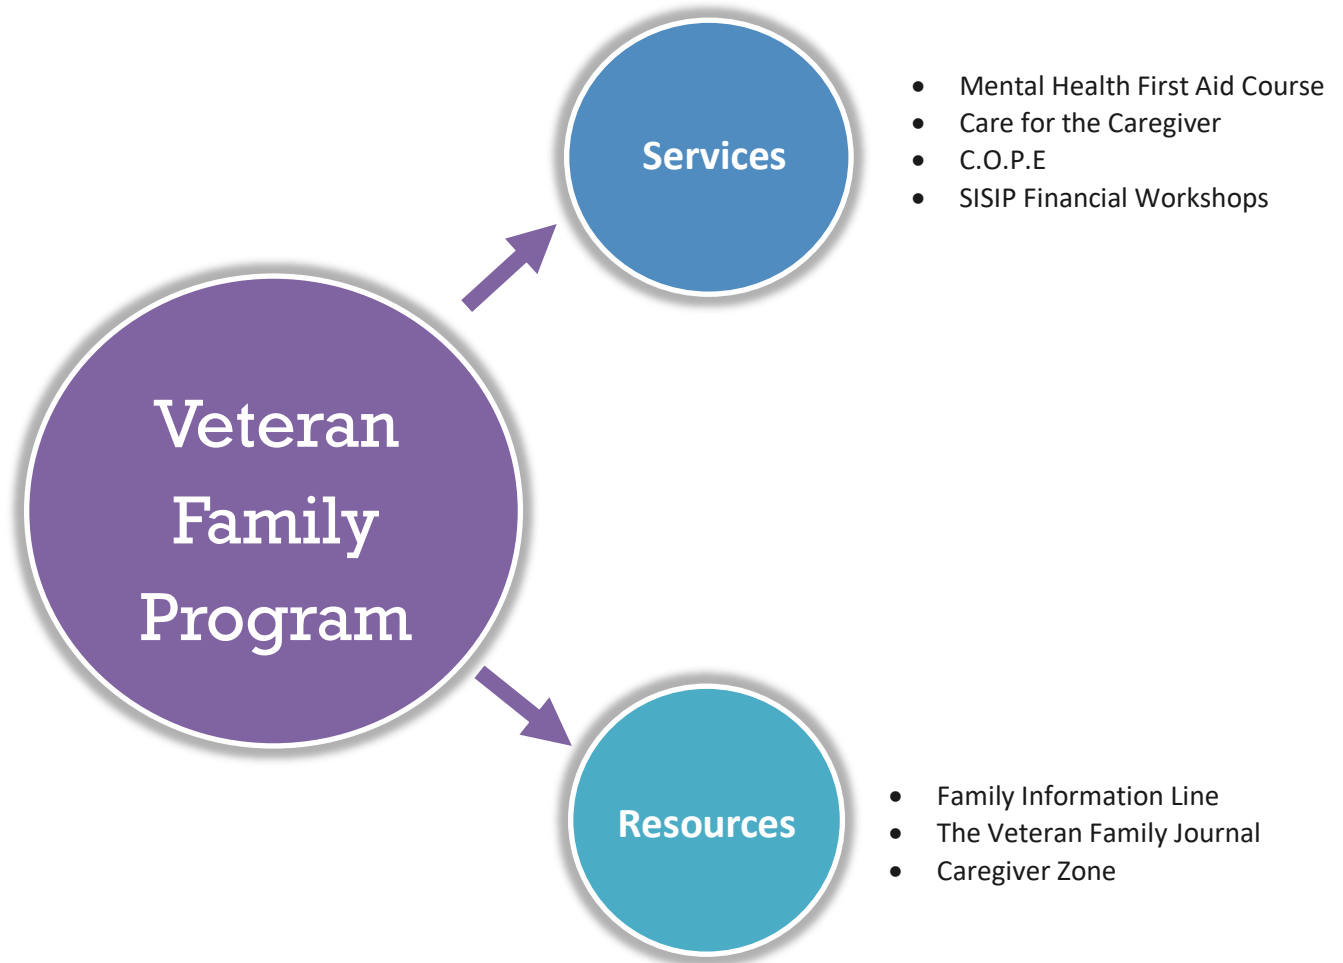 Veteran
Family
Program
Services
• Mental Health First Aid Course
• Care for the Caregiver
• C.O.P.E
• SISIP Financial Workshops
Resources
• Family Information Line
• The Veteran Family Journal
• Caregiver Zone